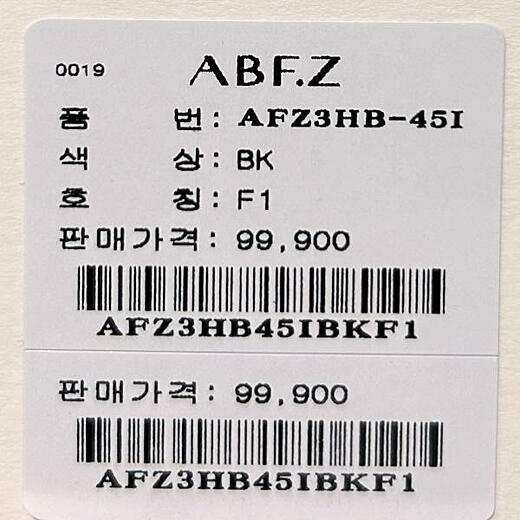 0019 ABF.Z
품 번 : AFZ3HB-45I
색 상 : BK
호 칭 : F1
판매가격 : 99,900
AFZ3HB45IBKF1
판매가격 : 99,900
AFZ3HB45IBKF1